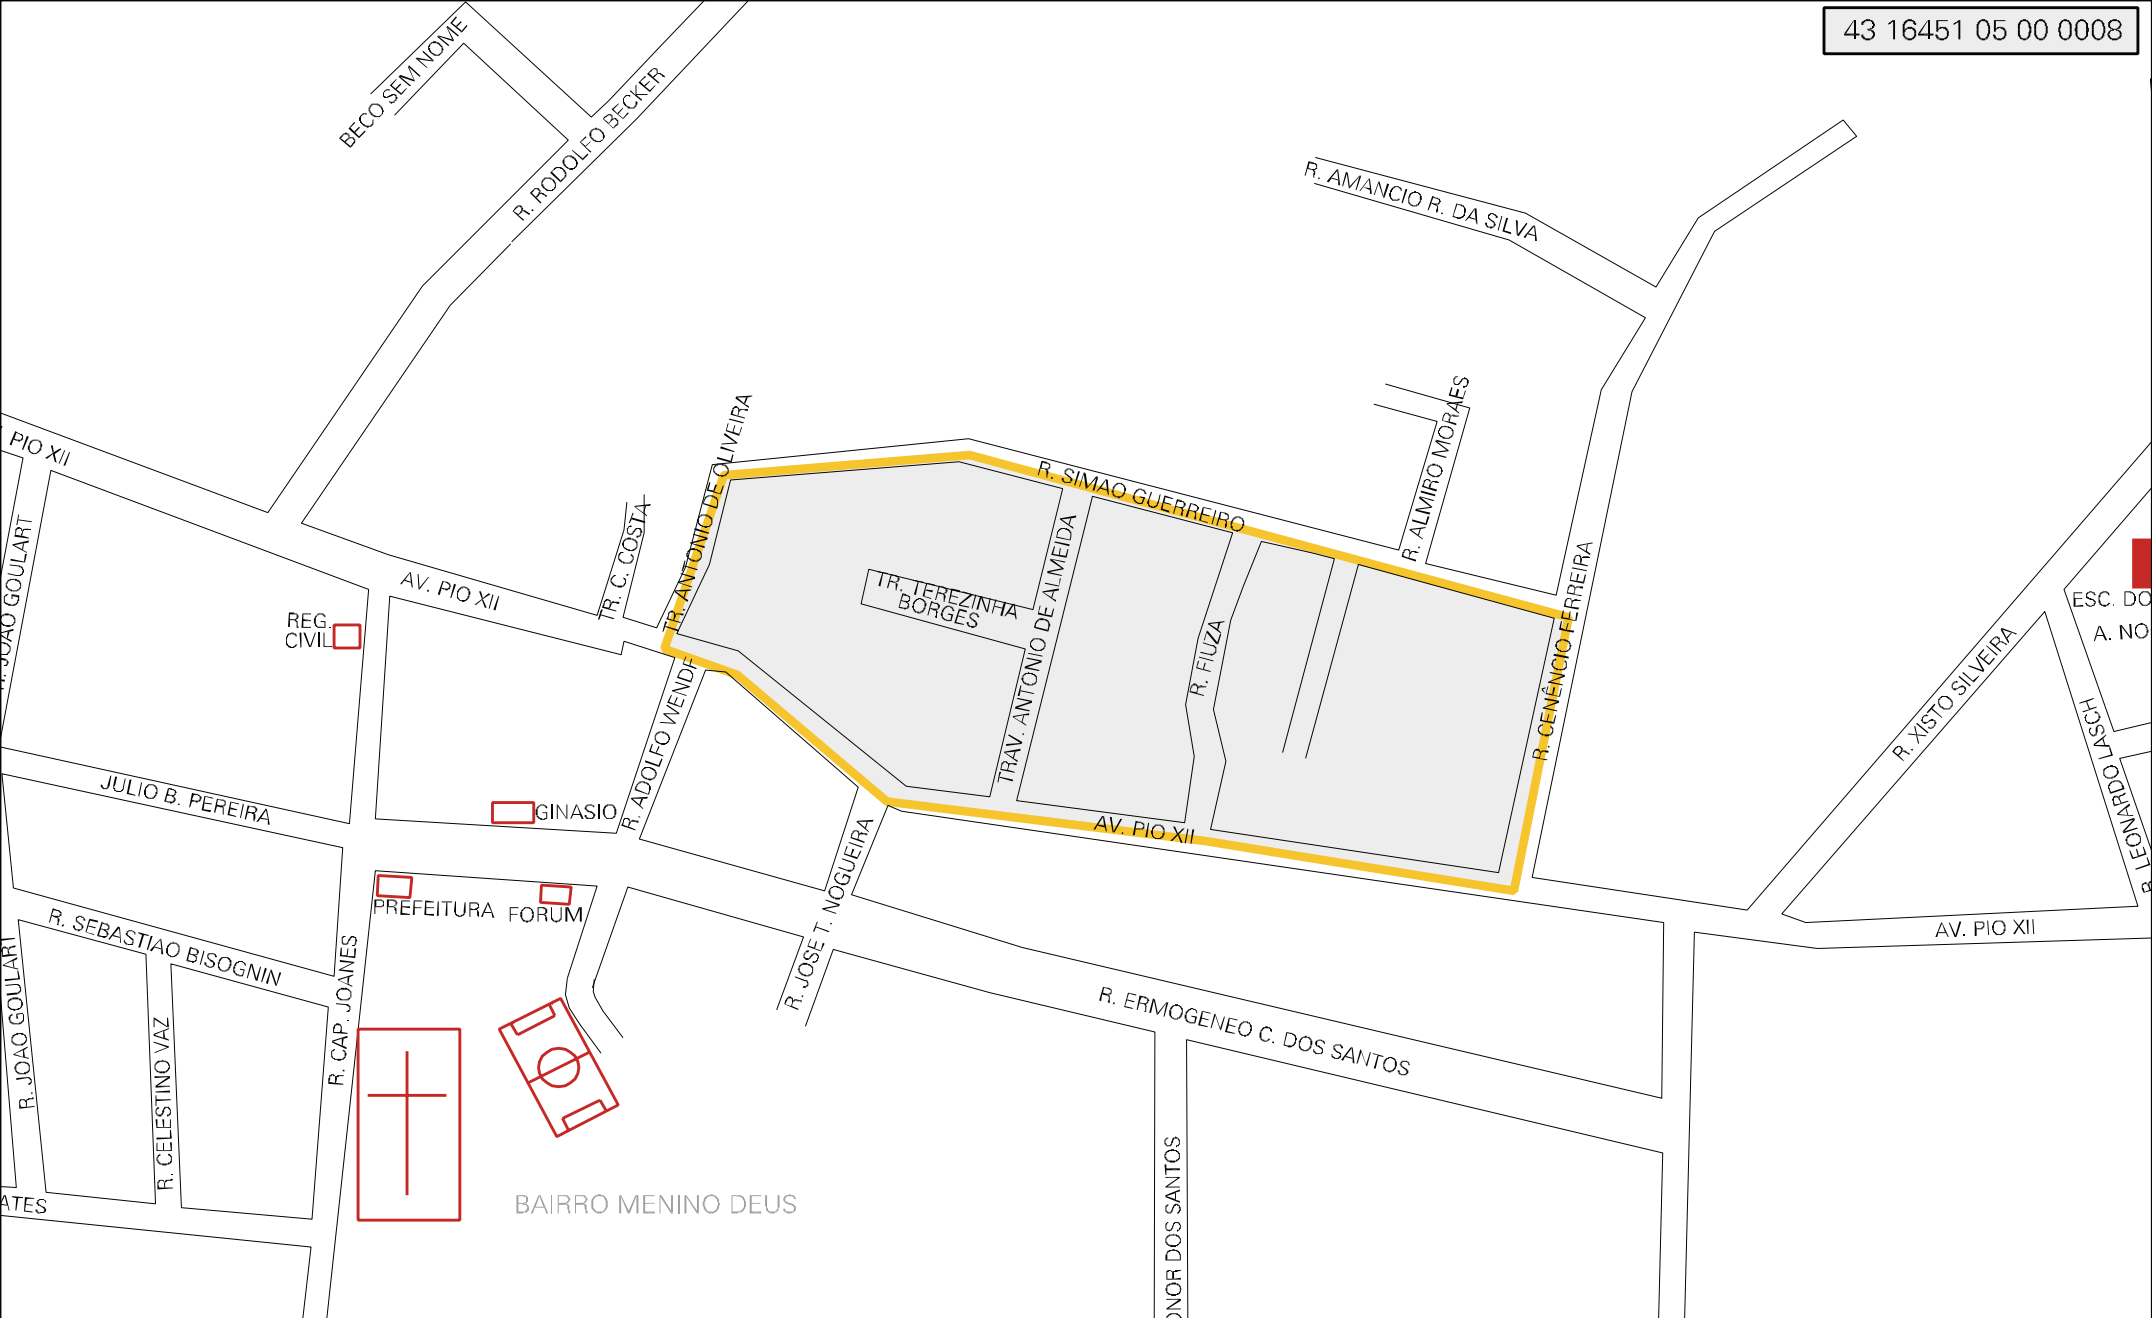 43 16451 05 00 0008
BECO SEM NOME
R. RODOLFO BECKER
R. AMANCIO R. DA SILVA
R. ALMIRO MORAES
TR. ANTONIO DE OLIVEIRA
PIO XII
R. SIMAO GUERREIRO
TR. C. COSTA
R. JOAO GOULART
AV. PIO XII
TR. TEREZINHA
BORGES
TRAV. ANTONIO DE ALMEIDA
R. FIUZA
R. CENÊNCIO FERREIRA
REG.
CIVIL
ESC. DO
A. NO
R. XISTO SILVEIRA
R. LEONARDO LASCH
R. ADOLFO WENDT
JULIO B. PEREIRA
GINASIO
AV. PIO XII
R. JOSE T. NOGUEIRA
PREFEITURA
FORUM
R. SEBASTIAO BISOGNIN
AV. PIO XII
R. JOAO GOULART
R. CAP. JOANES
R. CELESTINO VAZ
R. ERMOGENEO C. DOS SANTOS
ONOR DOS SANTOS
ATES
BAIRRO MENINO DEUS